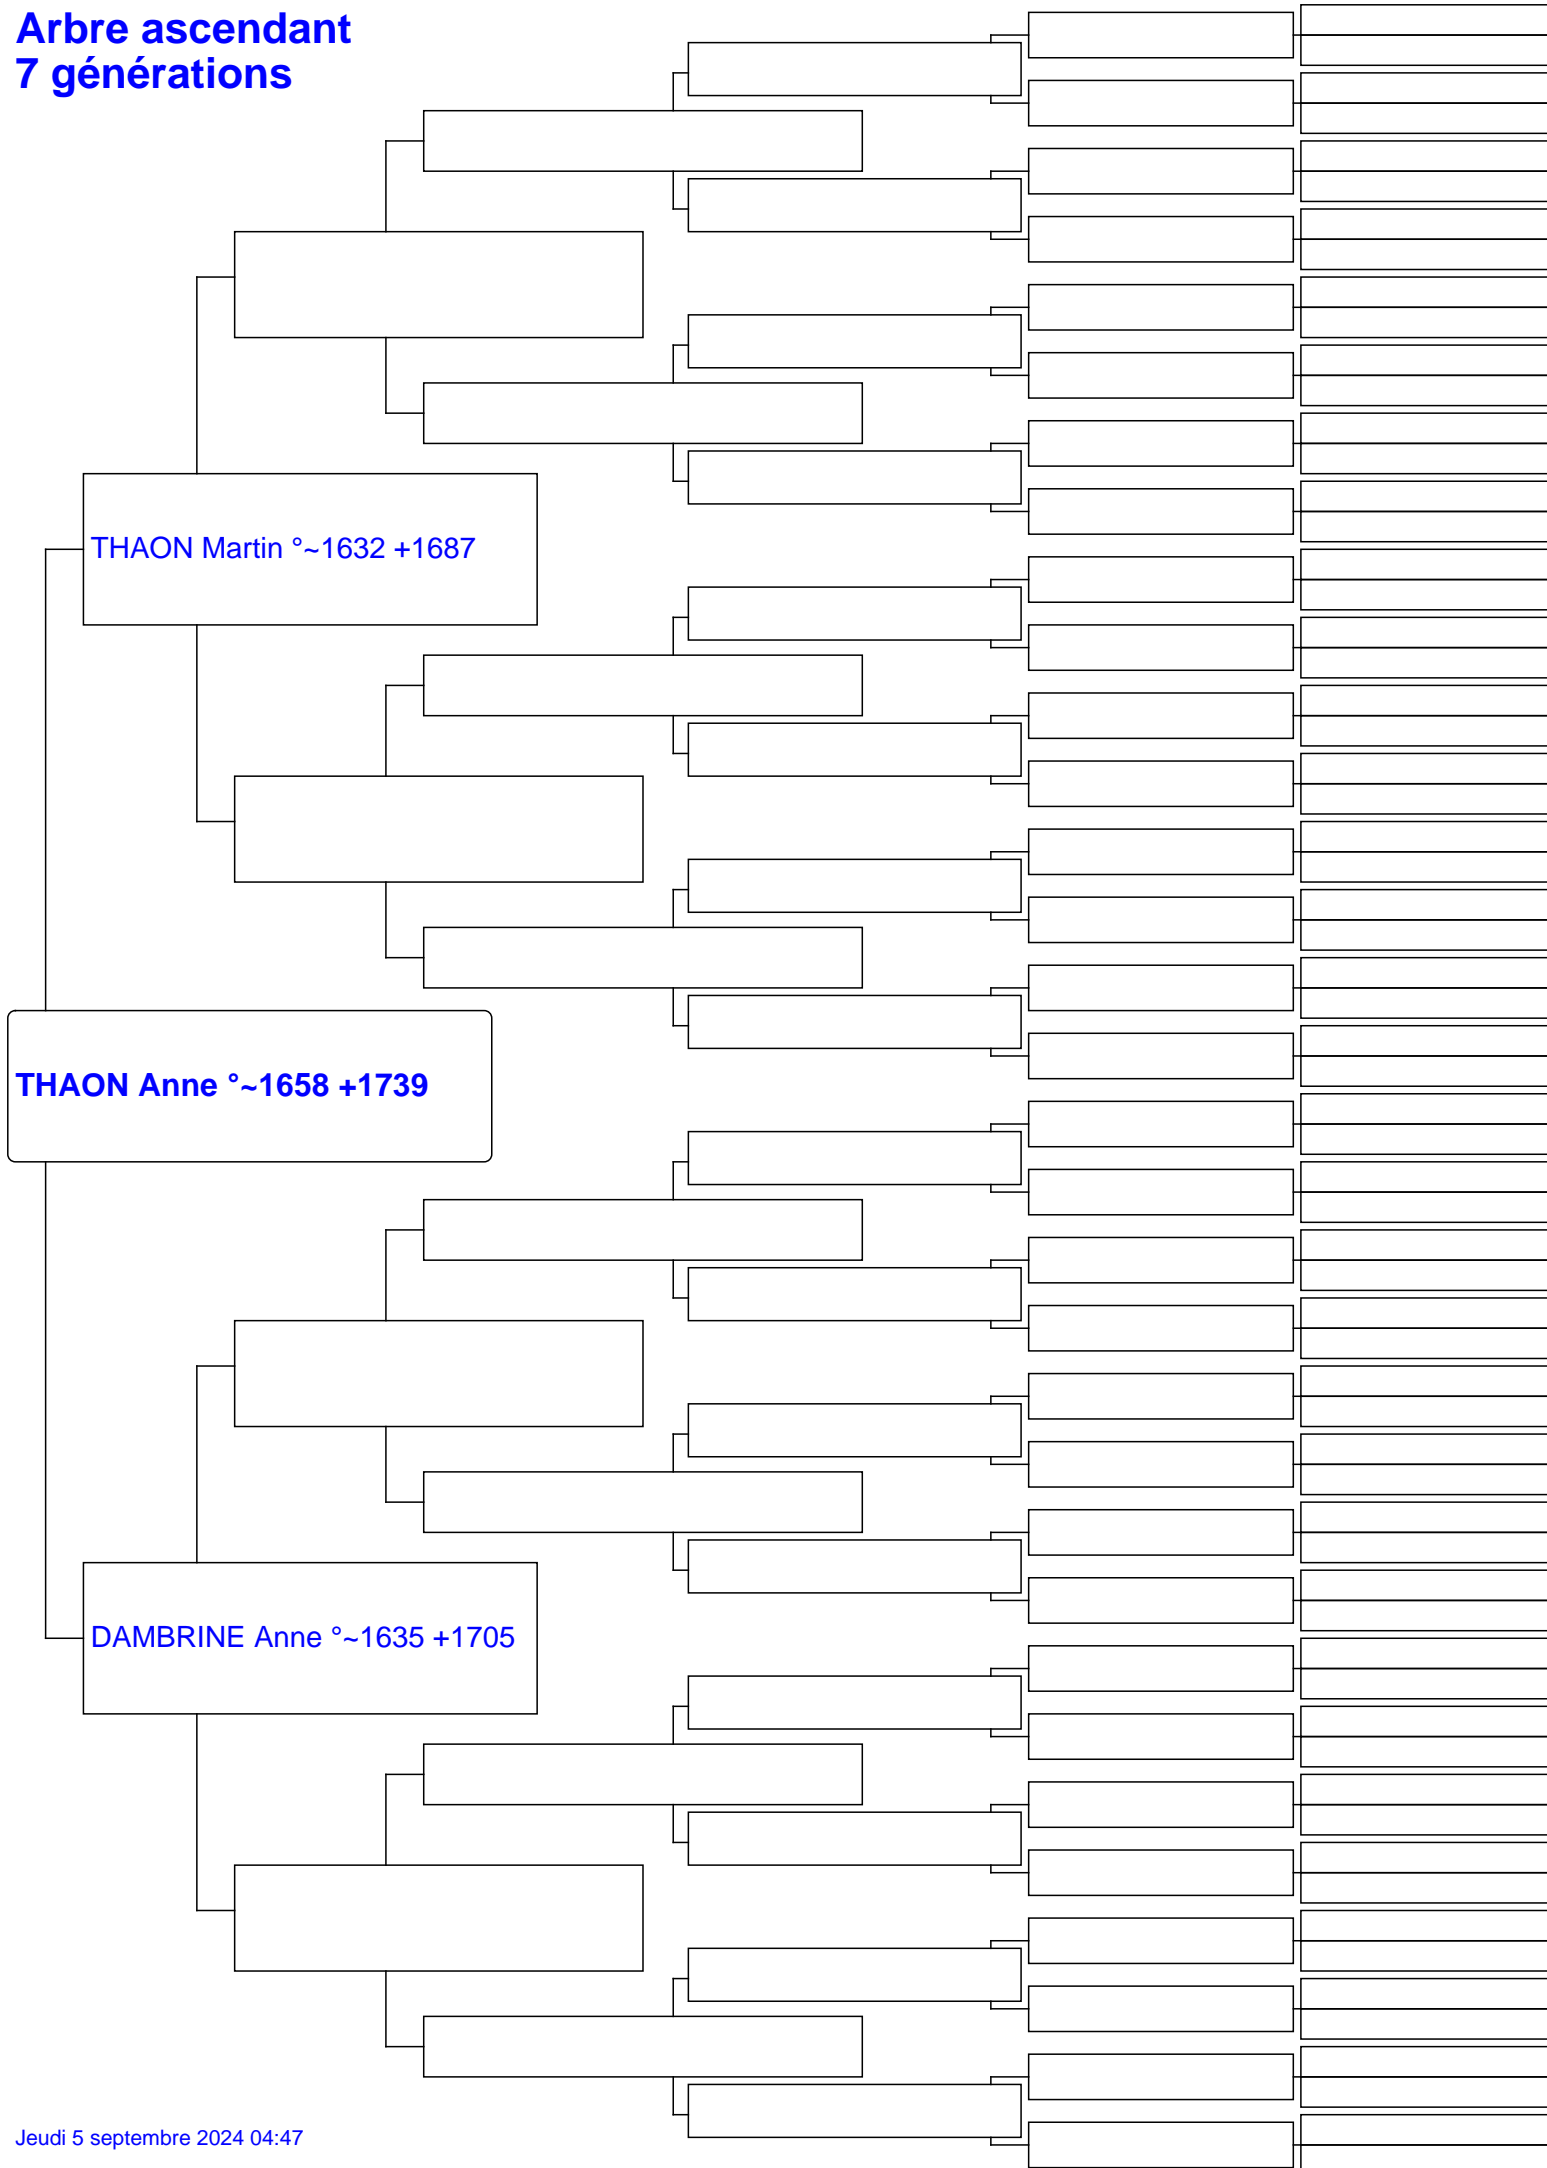 Arbre ascendant
7 générations
THAON Martin °~1632 +1687
THAON Anne °~1658 +1739
DAMBRINE Anne °~1635 +1705
Jeudi 5 septembre 2024 04:47